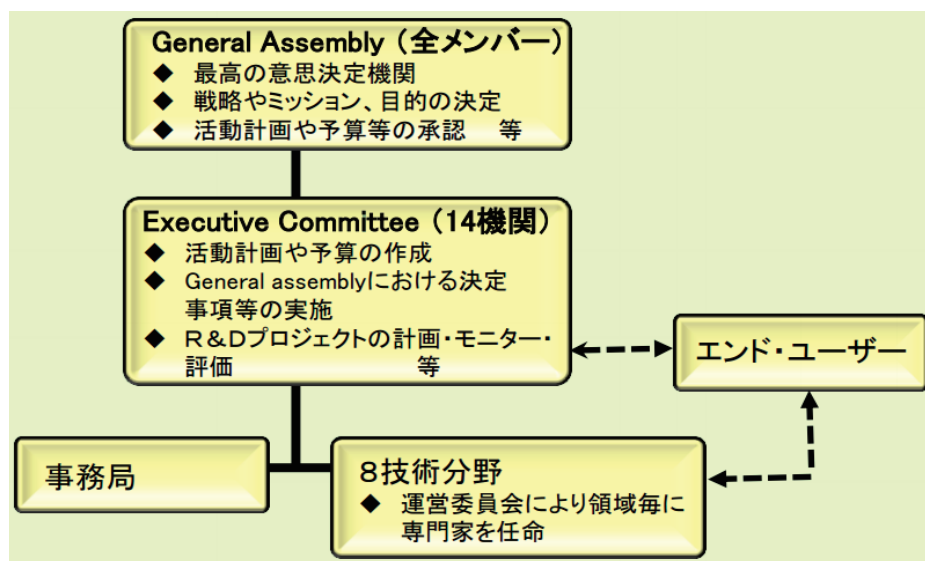 General Assembly (全メンバー)
◆ 最高の意思決定機関
◆ 戦略やミッション、目的の決定
◆ 活動計画や予算等の承認 等
Executive Committee (14機関)
◆ 活動計画や予算の作成
◆ General assemblyにおける決定
事項等の実施
◆ R&Dプロジェクトの計画・モニター・
評価 等
エンド・ユーザー
事務局
8技術分野
◆ 運営委員会により領域毎に
専門家を任命